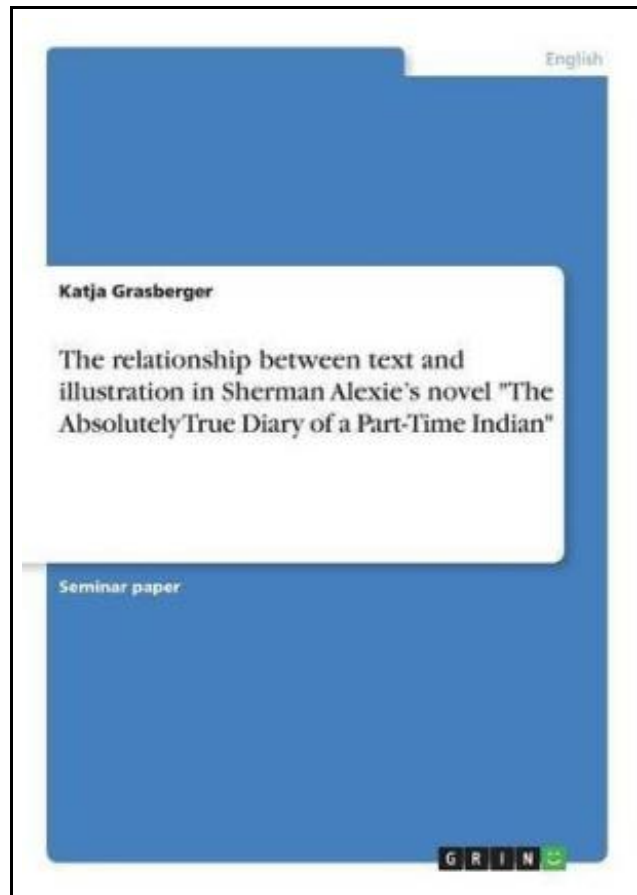 English
Katja Grasberger
The relationship between text and
illustration in Sherman Alexie's novel "The
Absolutely True Diary of a Part-Time Indian"
Seminar paper
GRIN